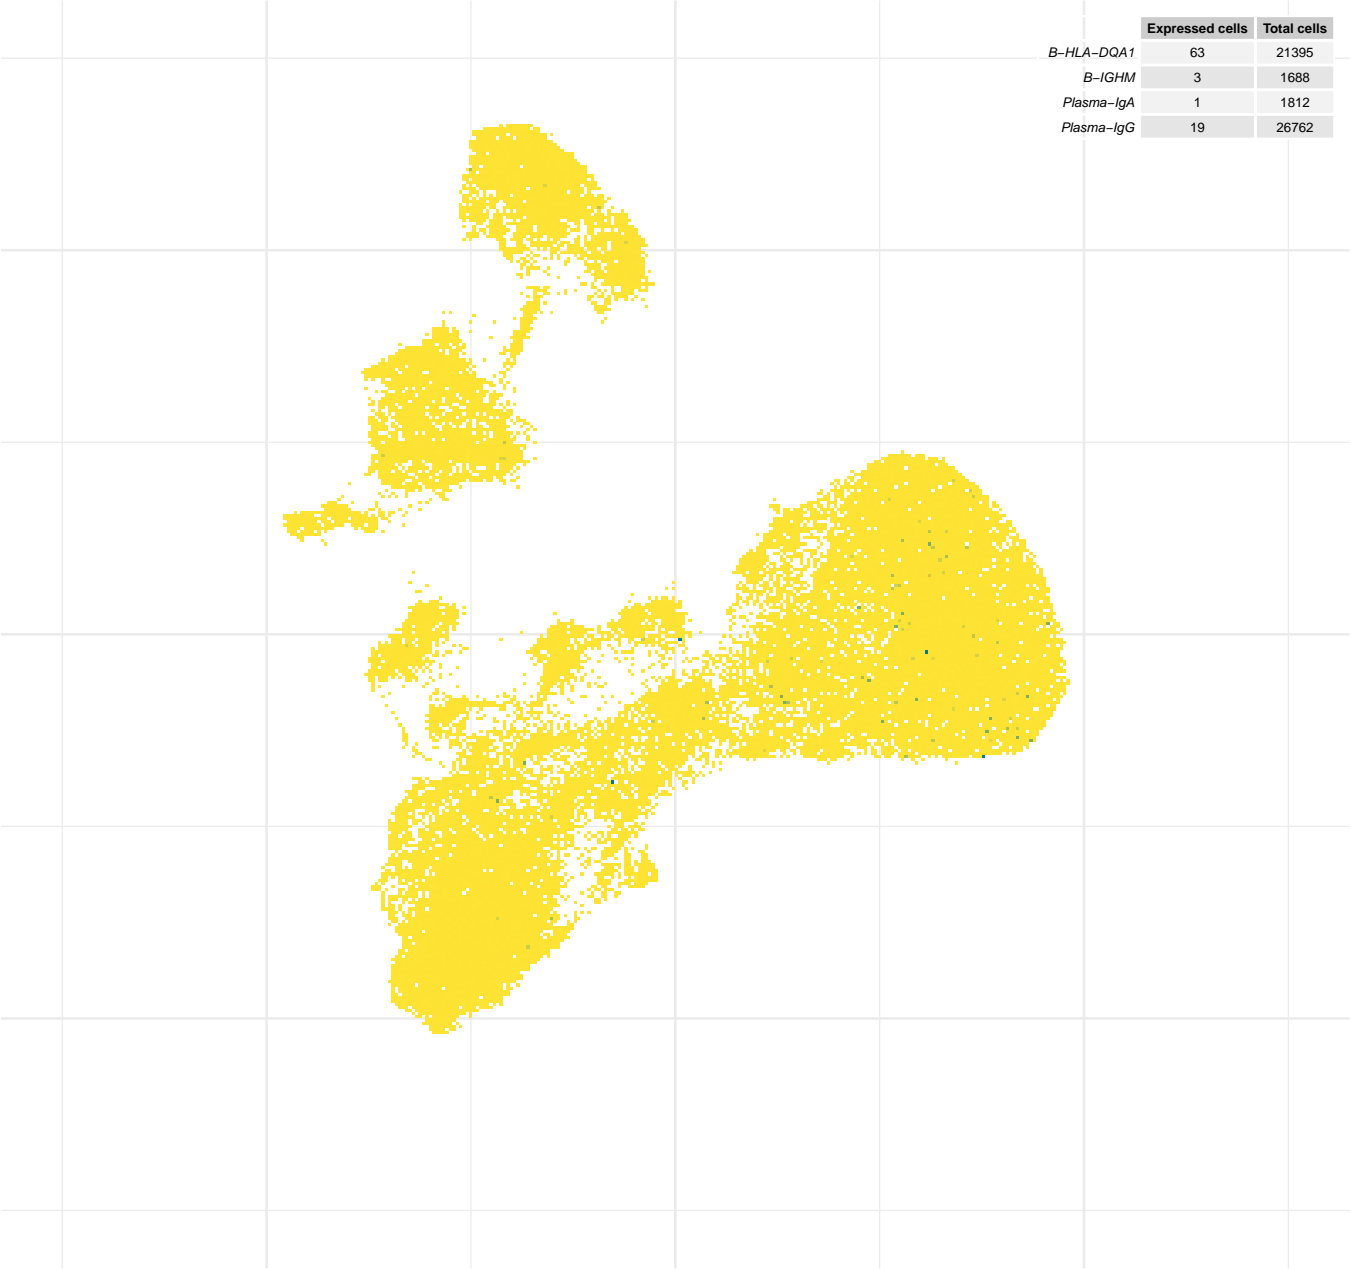 Expressed cells Total cells
B−HLA−DQA1 63 21395
B−IGHM 3 1688
Plasma−IgA 1 1812
Plasma−IgG 19 26762